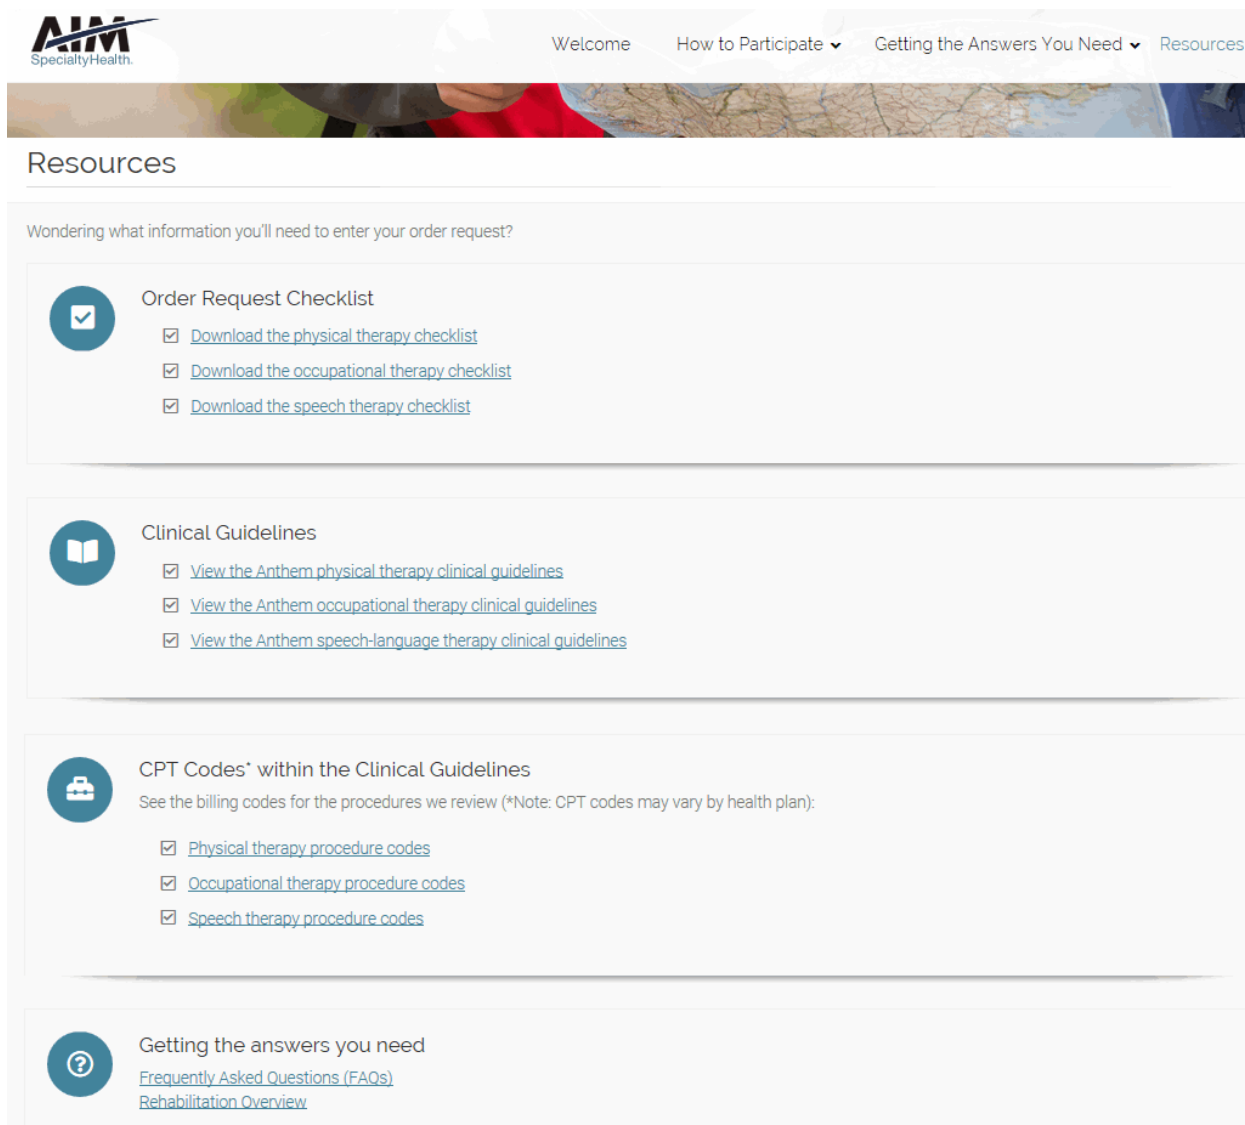 AIM
SpecialtyHealth.
Welcome How to Participate Getting the Answers You Need Resources
Resources
Wondering what information you'll need to enter your order request?
Order Request Checklist
Download the physical therapy checklist
Download the occupational therapy checklist
Download the speech therapy checklist
Clinical Guidelines
View the Anthem physical therapy clinical guidelines
View the Anthem occupational therapy clinical guidelines
View the Anthem speech-language therapy clinical guidelines
CPT Codes* within the Clinical Guidelines
See the billing codes for the procedures we review (*Note: CPT codes may vary by health plan):
Physical therapy procedure codes
Occupational therapy procedure codes
Speech therapy procedure codes
Getting the answers you need
Frequently Asked Questions (FAQs)
Rehabilitation Overview